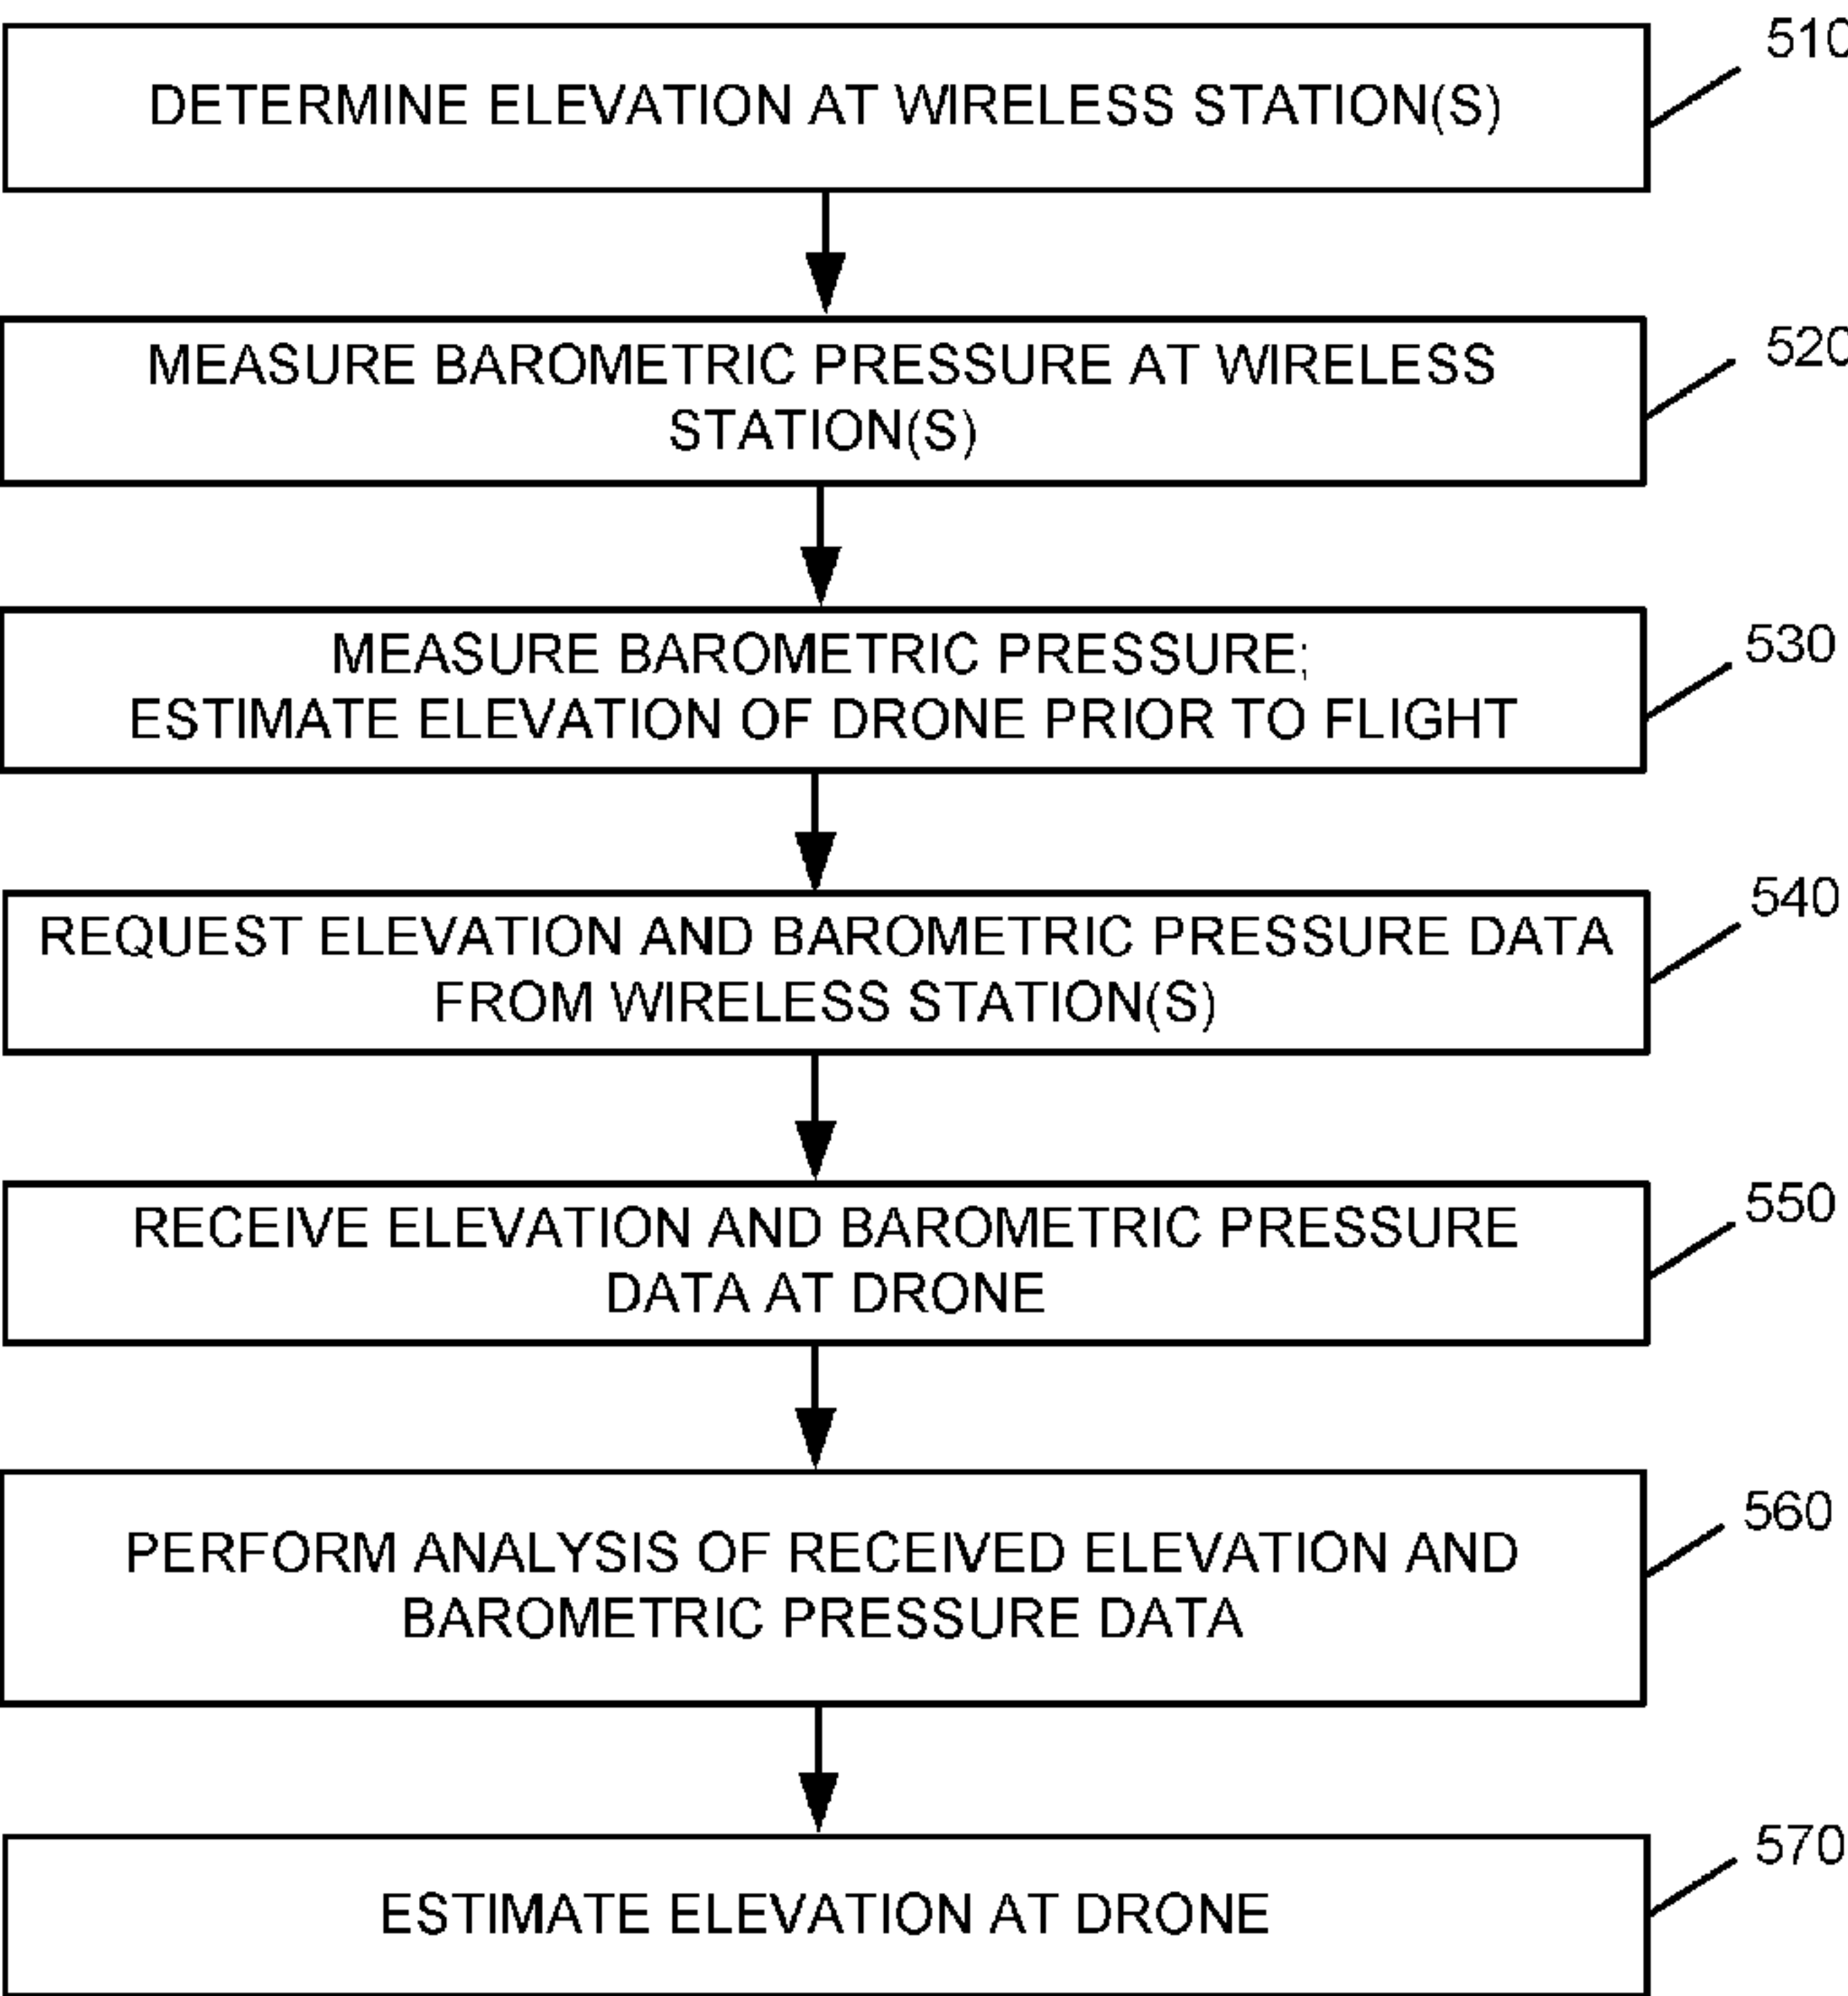 510
DETERMINE ELEVATION AT WIRELESS STATION(S)
520
MEASURE BAROMETRIC PRESSURE AT WIRELESS
STATION(S)
530
MEASURE BAROMETRIC PRESSURE;
ESTIMATE ELEVATION OF DRONE PRIOR TO FLIGHT
540
REQUEST ELEVATION AND BAROMETRIC PRESSURE DATA
FROM WIRELESS STATION(S)
550
RECEIVE ELEVATION AND BAROMETRIC PRESSURE
DATA AT DRONE
560
PERFORM ANALYSIS OF RECEIVED ELEVATION AND
BAROMETRIC PRESSURE DATA
570
ESTIMATE ELEVATION AT DRONE